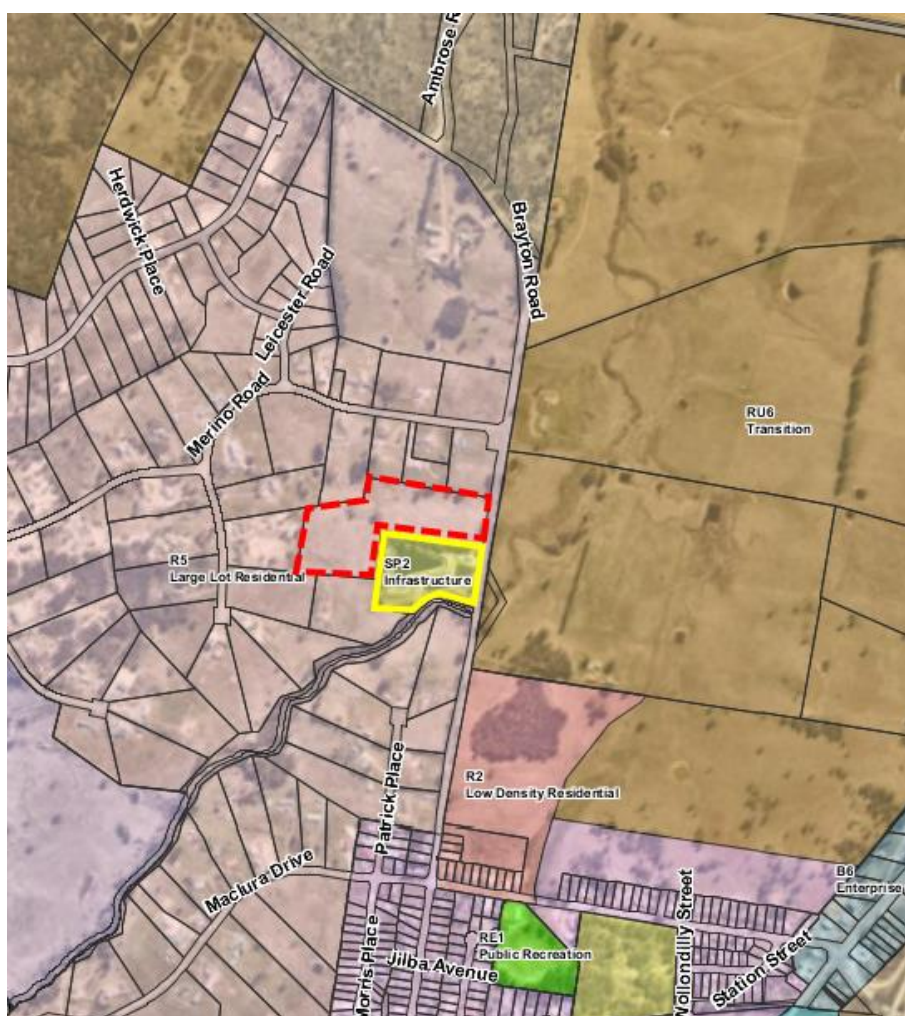 Ambrose R
Herdwick Place
Brayton Road
Leicester Road
Merino Road
RU6
Transition
R5
Large Lot Residential
SP2
Infrastructure
R2
Low Density Residential
Patrick Place
Maclura Drive
B6
Enterprise
RE1
Public Recreation
Jilba Avenue
Morris Place
Wollondilly Street
Station Street